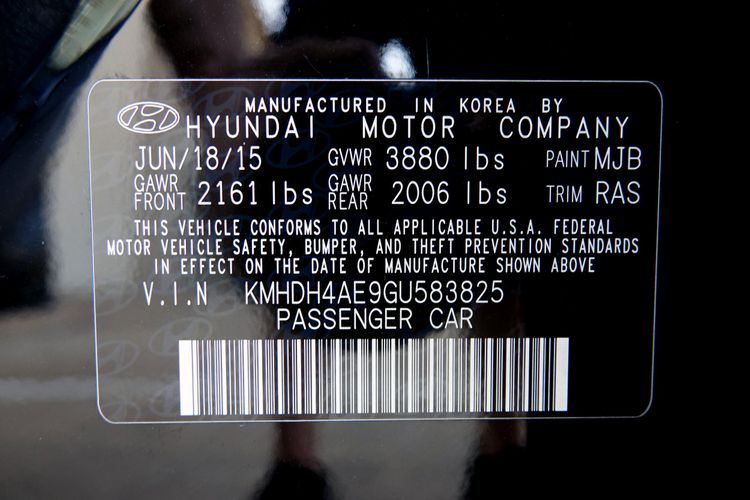 MANUFACTURED IN KOREA BY
HYUNDAI MOTOR COMPANY
JUN/18/15 GVWR 3880 lbs PAINT MJB
GAWR FRONT 2161 lbs GAWR REAR 2006 lbs TRIM RAS
THIS VEHICLE CONFORMS TO ALL APPLICABLE U.S.A. FEDERAL
MOTOR VEHICLE SAFETY, BUMPER, AND THEFT PREVENTION STANDARDS
IN EFFECT ON THE DATE OF MANUFACTURE SHOWN ABOVE
V.I.N KMHDH4AE9GU583825
PASSENGER CAR